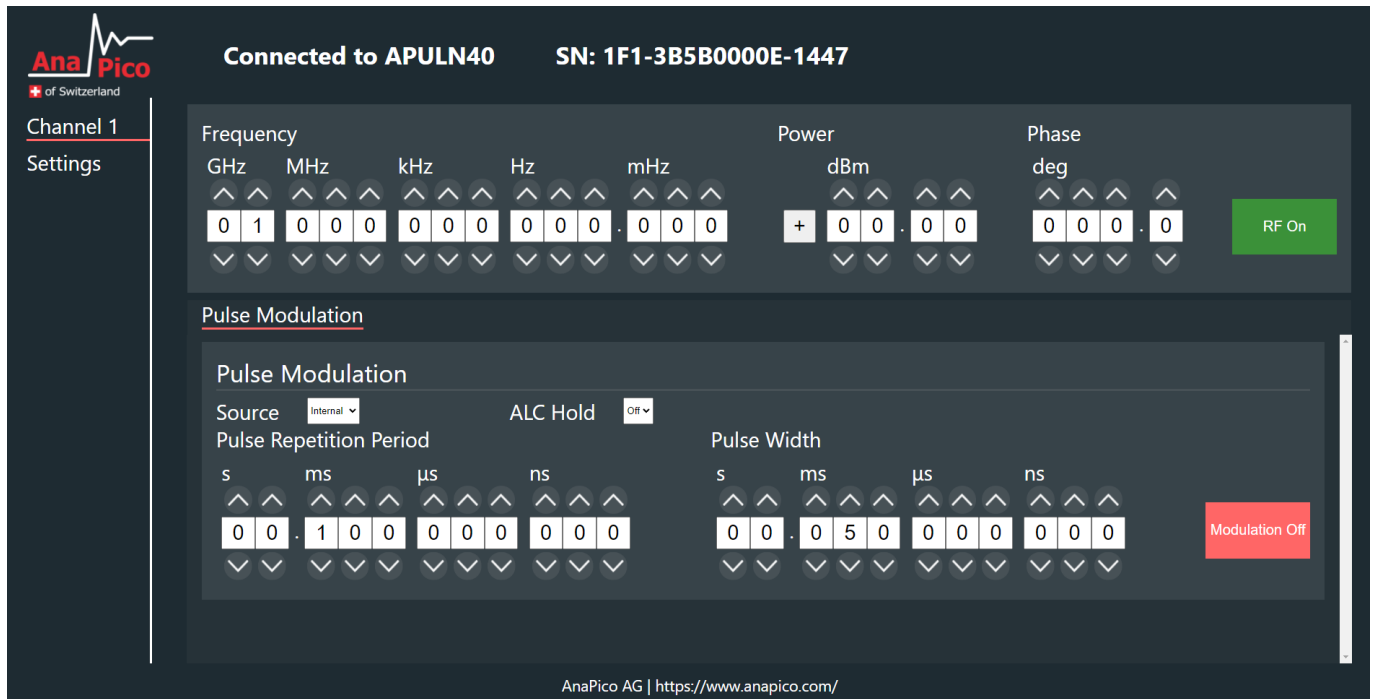 Ana Pico
of Switzerland
Connected to APULN40 SN: 1F1-3B5B0000E-1447
Channel 1
Settings
Frequency Power Phase
GHz MHz kHz Hz mHz dBm deg
0 1 0 0 0 0 0 0 0 0 0 . 0 0 0 + 0 0 . 0 0 0 0 0 . 0 RF On
Pulse Modulation
Pulse Modulation
Source Internal ALC Hold Off
Pulse Repetition Period Pulse Width
s ms µs ns s ms µs ns
0 0 . 1 0 0 0 0 0 0 0 0 0 0 . 0 5 0 0 0 0 0 0 0 Modulation Off
AnaPico AG | https://www.anapico.com/